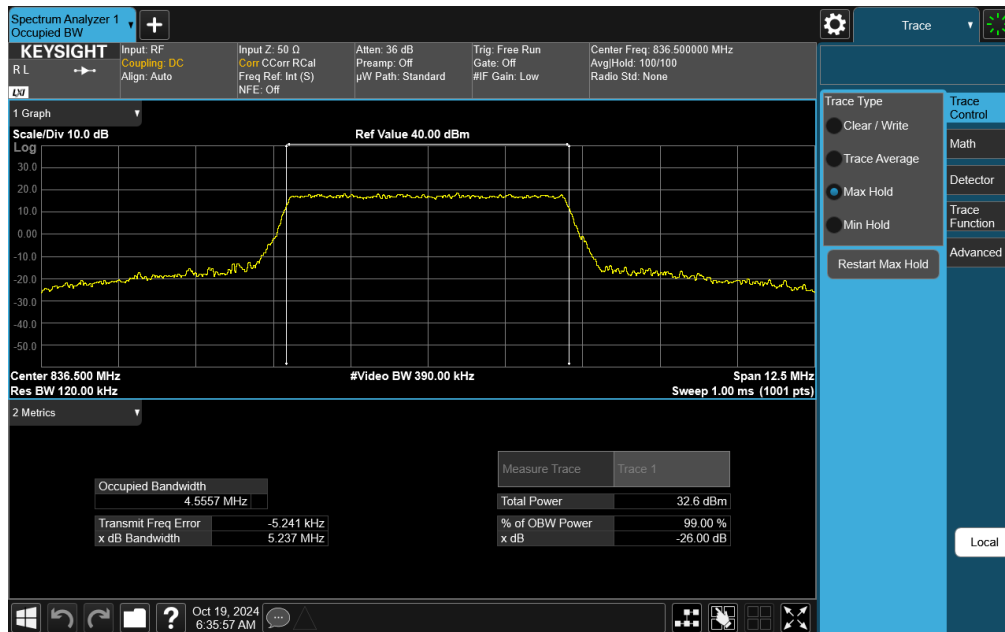 Spectrum Analyzer 1
Occupied BW
Trace
KEYSIGHT
R L
LXI
Input: RF
Coupling: DC
Align: Auto
Input Z: 50 Ω
Corr CCorr RCal
Freq Ref: Int (S)
NFE: Off
Atten: 36 dB
Preamp: Off
µW Path: Standard
Trig: Free Run
Gate: Off
#IF Gain: Low
Center Freq: 836.500000 MHz
Avg|Hold: 100/100
Radio Std: None
1 Graph
Scale/Div 10.0 dB
Ref Value 40.00 dBm
Log
30.0
20.0
10.0
0.00
-10.0
-20.0
-30.0
-40.0
-50.0
Center 836.500 MHz
#Video BW 390.00 kHz
Span 12.5 MHz
Res BW 120.00 kHz
Sweep 1.00 ms (1001 pts)
2 Metrics
Occupied Bandwidth
4.5557 MHz
Transmit Freq Error -5.241 kHz
x dB Bandwidth 5.237 MHz
Measure Trace Trace 1
Total Power 32.6 dBm
% of OBW Power 99.00 %
x dB -26.00 dB
Trace Type
Clear / Write
Trace Average
Max Hold
Min Hold
Restart Max Hold
Trace
Control
Math
Detector
Trace
Function
Advanced
Local
?
Oct 19, 2024
6:35:57 AM